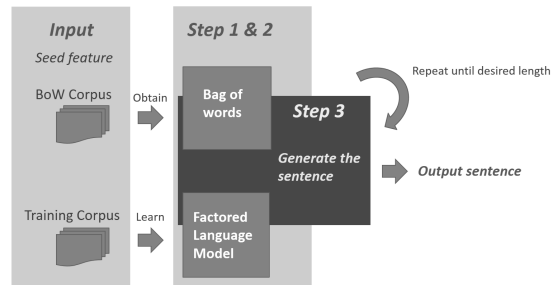 Input
Seed feature
BoW Corpus
Training Corpus
Obtain
Learn
Step 1 & 2
Bag of
words
Factored
Language
Model
Step 3
Generate the
sentence
Repeat until desired length
Output sentence